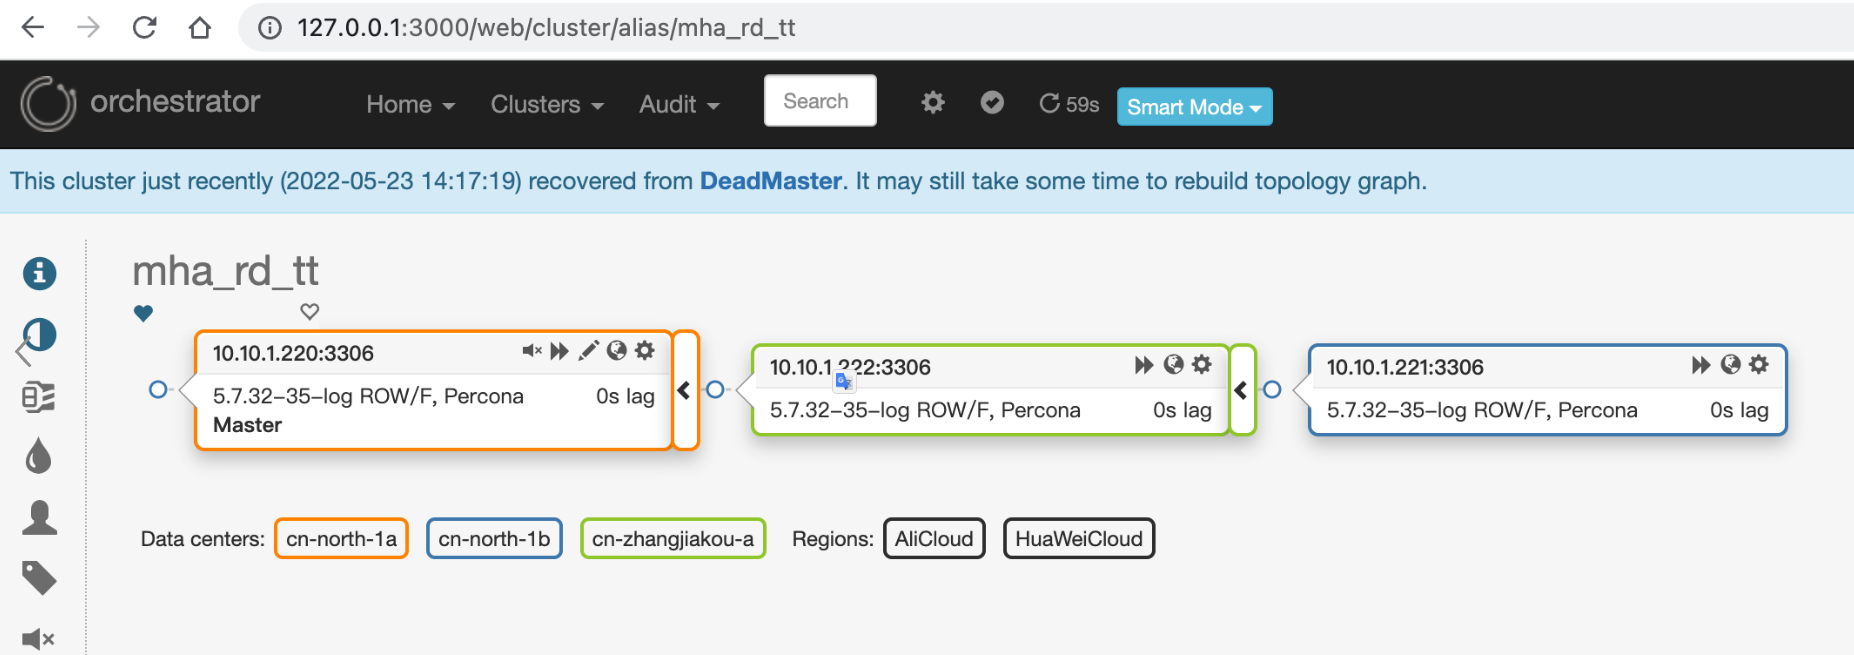 127.0.0.1:3000/web/cluster/alias/mha_rd_tt
orchestrator Home Clusters Audit Search 59s Smart Mode
This cluster just recently (2022-05-23 14:17:19) recovered from DeadMaster. It may still take some time to rebuild topology graph.
mha_rd_tt
10.10.1.220:3306
5.7.32-35-log ROW/F, Percona 0s lag
Master
10.10.1.222:3306
5.7.32-35-log ROW/F, Percona 0s lag
10.10.1.221:3306
5.7.32-35-log ROW/F, Percona 0s lag
Data centers: cn-north-1a cn-north-1b cn-zhangjiakou-a Regions: AliCloud HuaWeiCloud